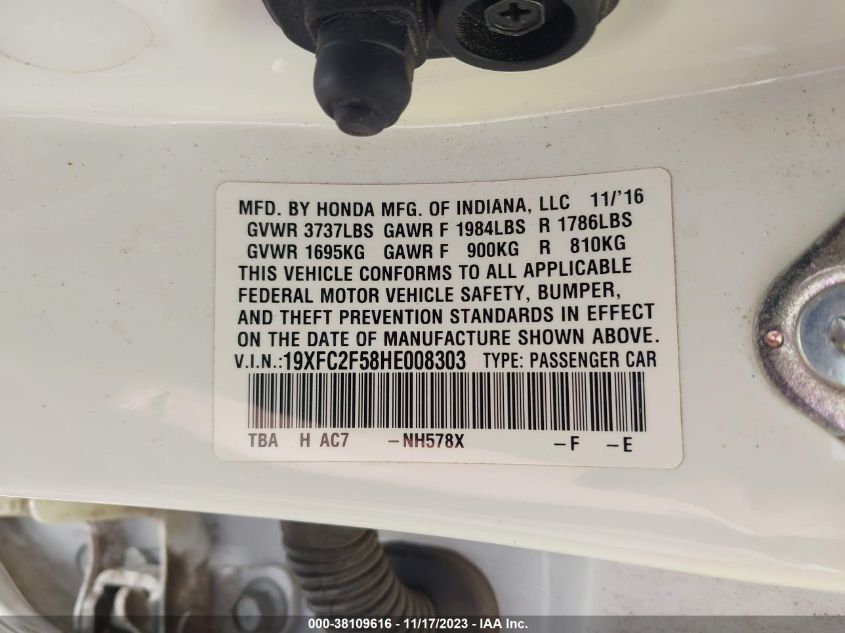 MFD. BY HONDA MFG. OF INDIANA, LLC 11/'16
GVWR 3737LBS GAWR F 1984LBS R 1786LBS
GVWR 1695KG GAWR F 900KG R 810KG
THIS VEHICLE CONFORMS TO ALL APPLICABLE
FEDERAL MOTOR VEHICLE SAFETY, BUMPER,
AND THEFT PREVENTION STANDARDS IN EFFECT
ON THE DATE OF MANUFACTURE SHOWN ABOVE.
V.I.N.:19XFC2F58HE008303 TYPE: PASSENGER CAR
TBA H AC7 -NH578X -F -E
000-38109616 - 11/17/2023 - IAA Inc.